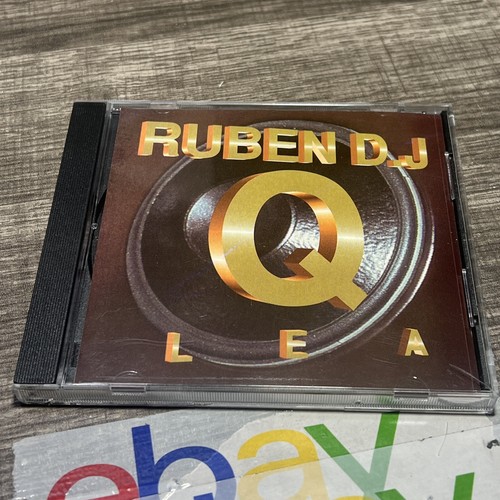 RUBEN D.J
Q
L E A
ebay